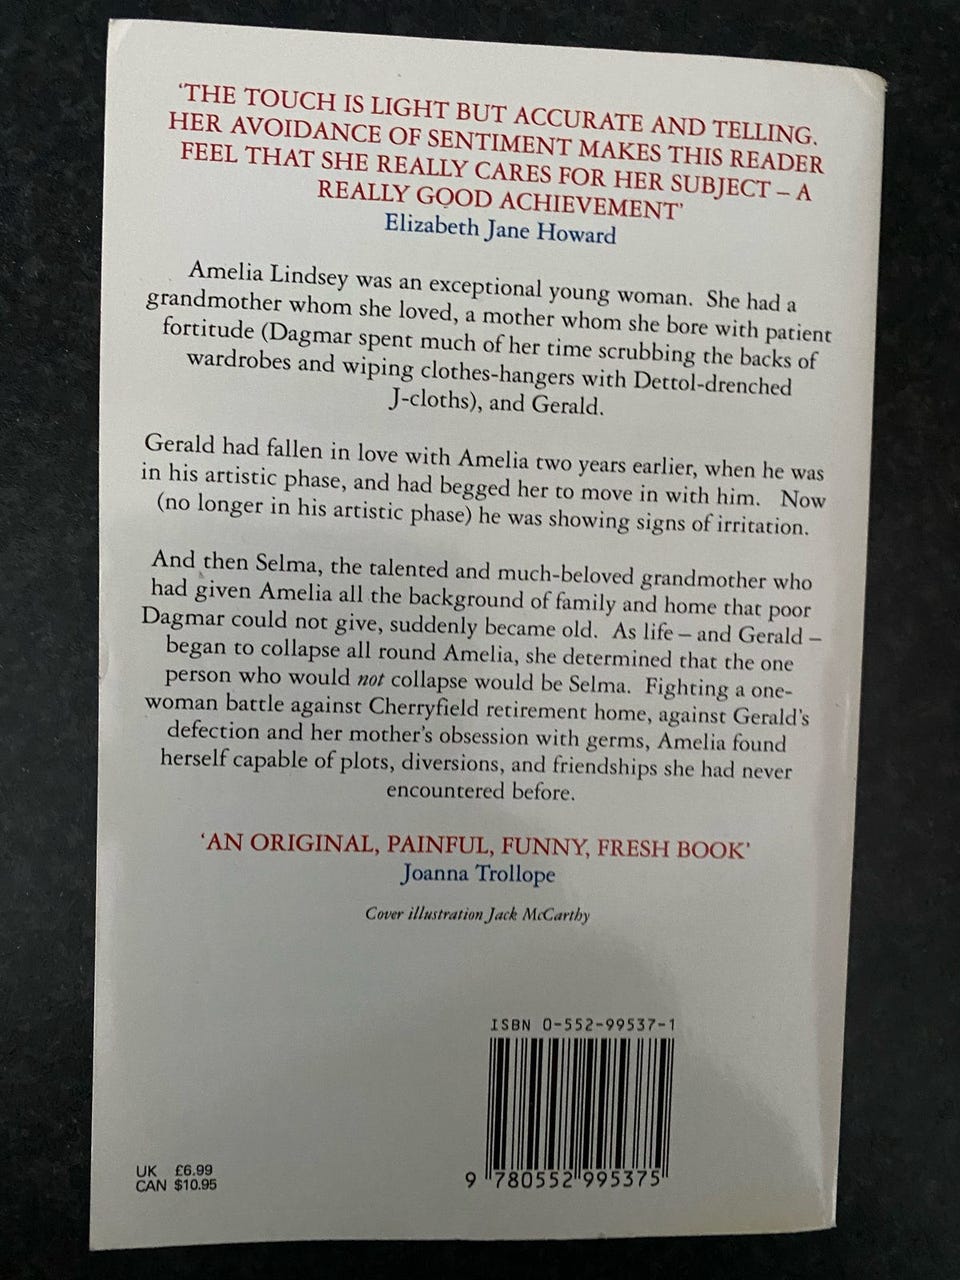 ‘THE TOUCH IS LIGHT BUT ACCURATE AND TELLING.
HER AVOIDANCE OF SENTIMENT MAKES THIS READER
FEEL THAT SHE REALLY CARES FOR HER SUBJECT – A
REALLY GOOD ACHIEVEMENT’
Elizabeth Jane Howard
Amelia Lindsey was an exceptional young woman. She had a
grandmother whom she loved, a mother whom she bore with patient
fortitude (Dagmar spent much of her time scrubbing the backs of
wardrobes and wiping clothes-hangers with Dettol-drenched
J-cloths), and Gerald.
Gerald had fallen in love with Amelia two years earlier, when he was
in his artistic phase, and had begged her to move in with him. Now
(no longer in his artistic phase) he was showing signs of irritation.
And then Selma, the talented and much-beloved grandmother who
had given Amelia all the background of family and home that poor
Dagmar could not give, suddenly became old. As life – and Gerald –
began to collapse all round Amelia, she determined that the one
person who would not collapse would be Selma. Fighting a one-
woman battle against Cherryfield retirement home, against Gerald's
defection and her mother's obsession with germs, Amelia found
herself capable of plots, diversions, and friendships she had never
encountered before.
‘AN ORIGINAL, PAINFUL, FUNNY, FRESH BOOK’
Joanna Trollope
Cover illustration Jack McCarthy
ISBN 0-552-99537-1
9 780552 995375
UK £6.99
CAN $10.95